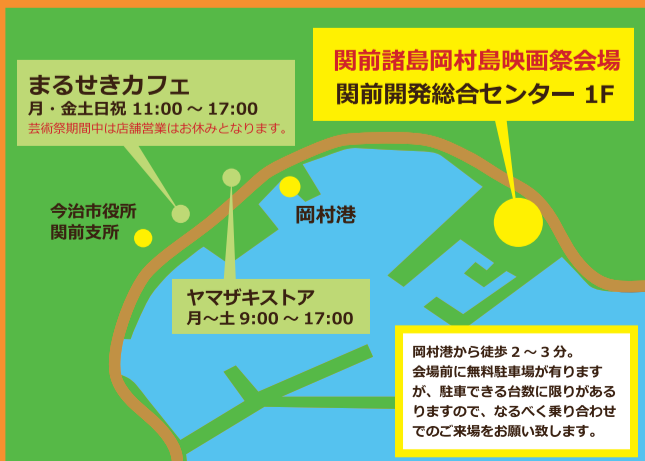 関前諸島岡村島映画祭会場
関前開発総合センター 1F
まるせきカフェ
月・金土日祝 11:00 〜 17:00
芸術祭期間中は店舗営業はお休みとなります。
今治市役所
関前支所
岡村港
ヤマザキストア
月〜土 9:00 〜 17:00
岡村港から徒歩 2 〜 3 分。
会場前に無料駐車場が有ります
が、駐車できる台数に限りがある
りますので、なるべく乗り合わせ
でのご来場をお願い致します。